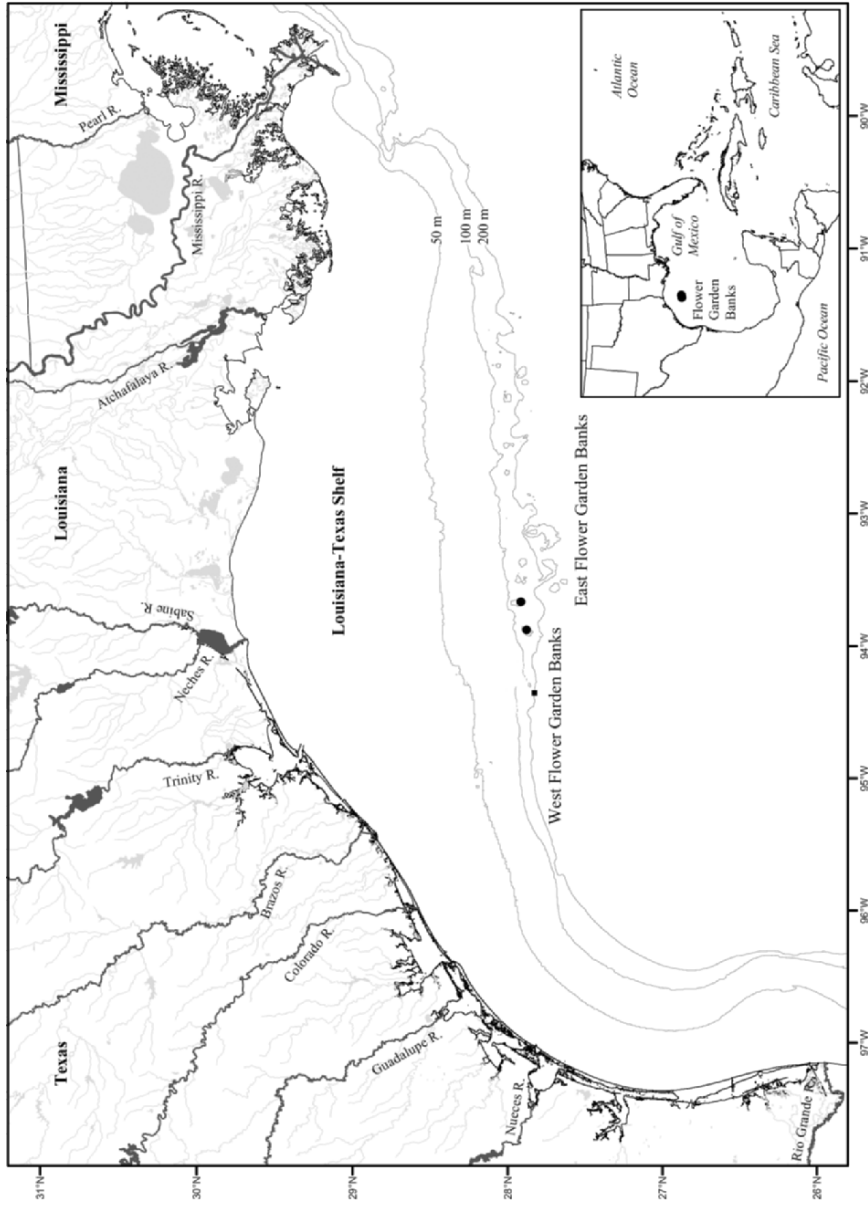 Texas
Louisiana
Mississippi
Pearl R.
Mississippi R.
Atchafalaya R.
Sabine R.
Neches R.
Trinity R.
Brazos R.
Colorado R.
Guadalupe R.
Nueces R.
Rio Grande R.
Louisiana-Texas Shelf
50 m
100 m
200 m
West Flower Garden Banks
East Flower Garden Banks
Atlantic
Ocean
Gulf of
Mexico
Flower
Garden
Banks
Caribbean Sea
Pacific Ocean
31°N
30°N
29°N
28°N
27°N
26°N
97°W
96°W
95°W
94°W
93°W
92°W
91°W
90°W